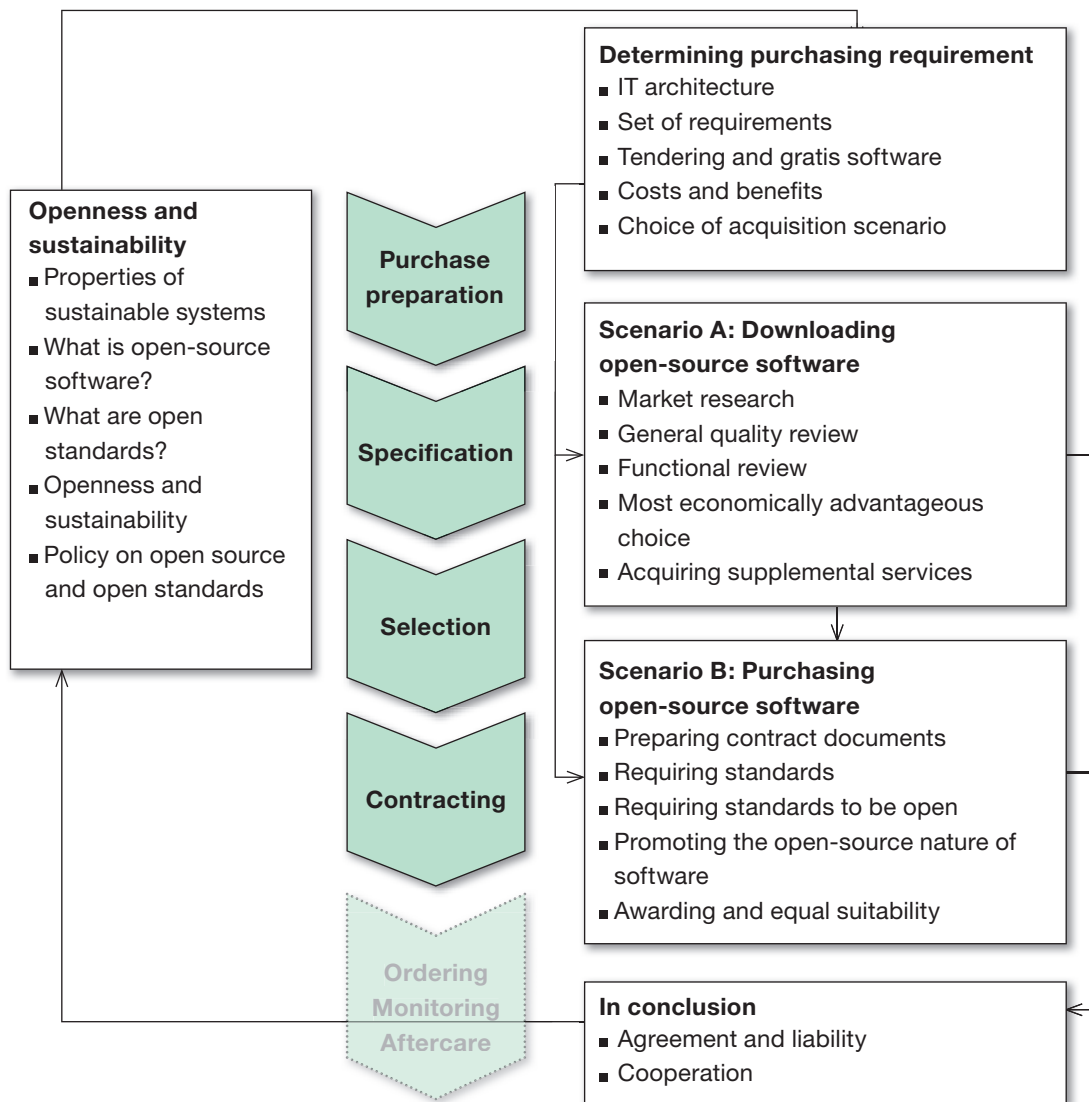 Determining purchasing requirement
■ IT architecture
■ Set of requirements
■ Tendering and gratis software
■ Costs and benefits
■ Choice of acquisition scenario
Openness and
sustainability
■ Properties of
sustainable systems
■ What is open-source
software?
■ What are open
standards?
■ Openness and
sustainability
■ Policy on open source
and open standards
Purchase
preparation
Specification
Selection
Contracting
Ordering
Monitoring
Aftercare
Scenario A: Downloading
open-source software
■ Market research
■ General quality review
■ Functional review
■ Most economically advantageous
choice
■ Acquiring supplemental services
Scenario B: Purchasing
open-source software
■ Preparing contract documents
■ Requiring standards
■ Requiring standards to be open
■ Promoting the open-source nature of
software
■ Awarding and equal suitability
In conclusion
■ Agreement and liability
■ Cooperation